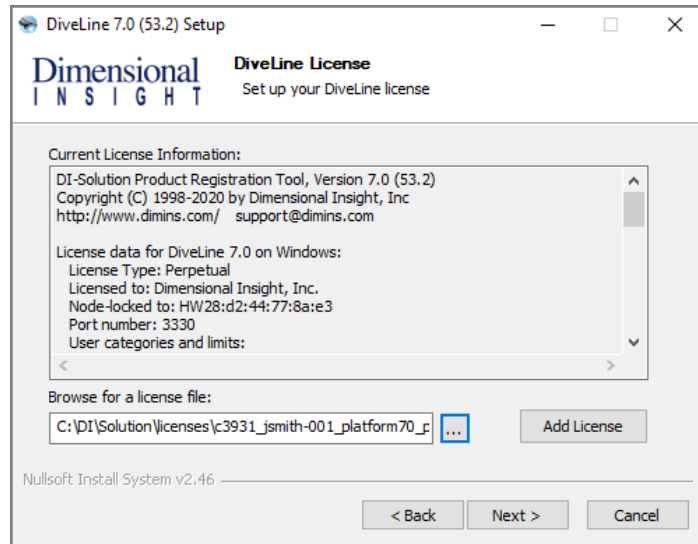 DiveLine 7.0 (53.2) Setup
Dimensional
INSIGHT
DiveLine License
Set up your DiveLine license
Current License Information:
DI-Solution Product Registration Tool, Version 7.0 (53.2)
Copyright (C) 1998-2020 by Dimensional Insight, Inc
http://www.dimins.com/   support@dimins.com
License data for DiveLine 7.0 on Windows:
License Type: Perpetual
Licensed to: Dimensional Insight, Inc.
Node-locked to: HW28:d2:44:77:8a:e3
Port number: 3330
User categories and limits:
Browse for a license file:
C:\DI\Solution\licenses\c3931_jsmith-001_platform70_p
...
Add License
Nullsoft Install System v2.46
< Back
Next >
Cancel